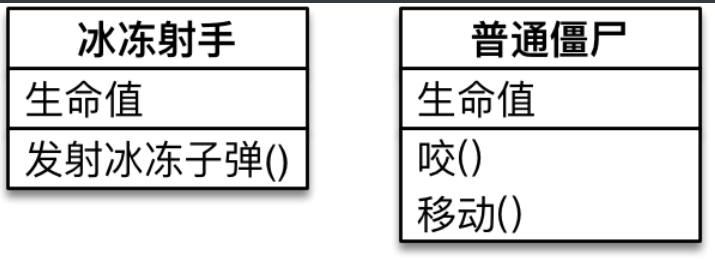 冰冻射手
生命值
发射冰冻子弹()
普通僵尸
生命值
咬()
移动()